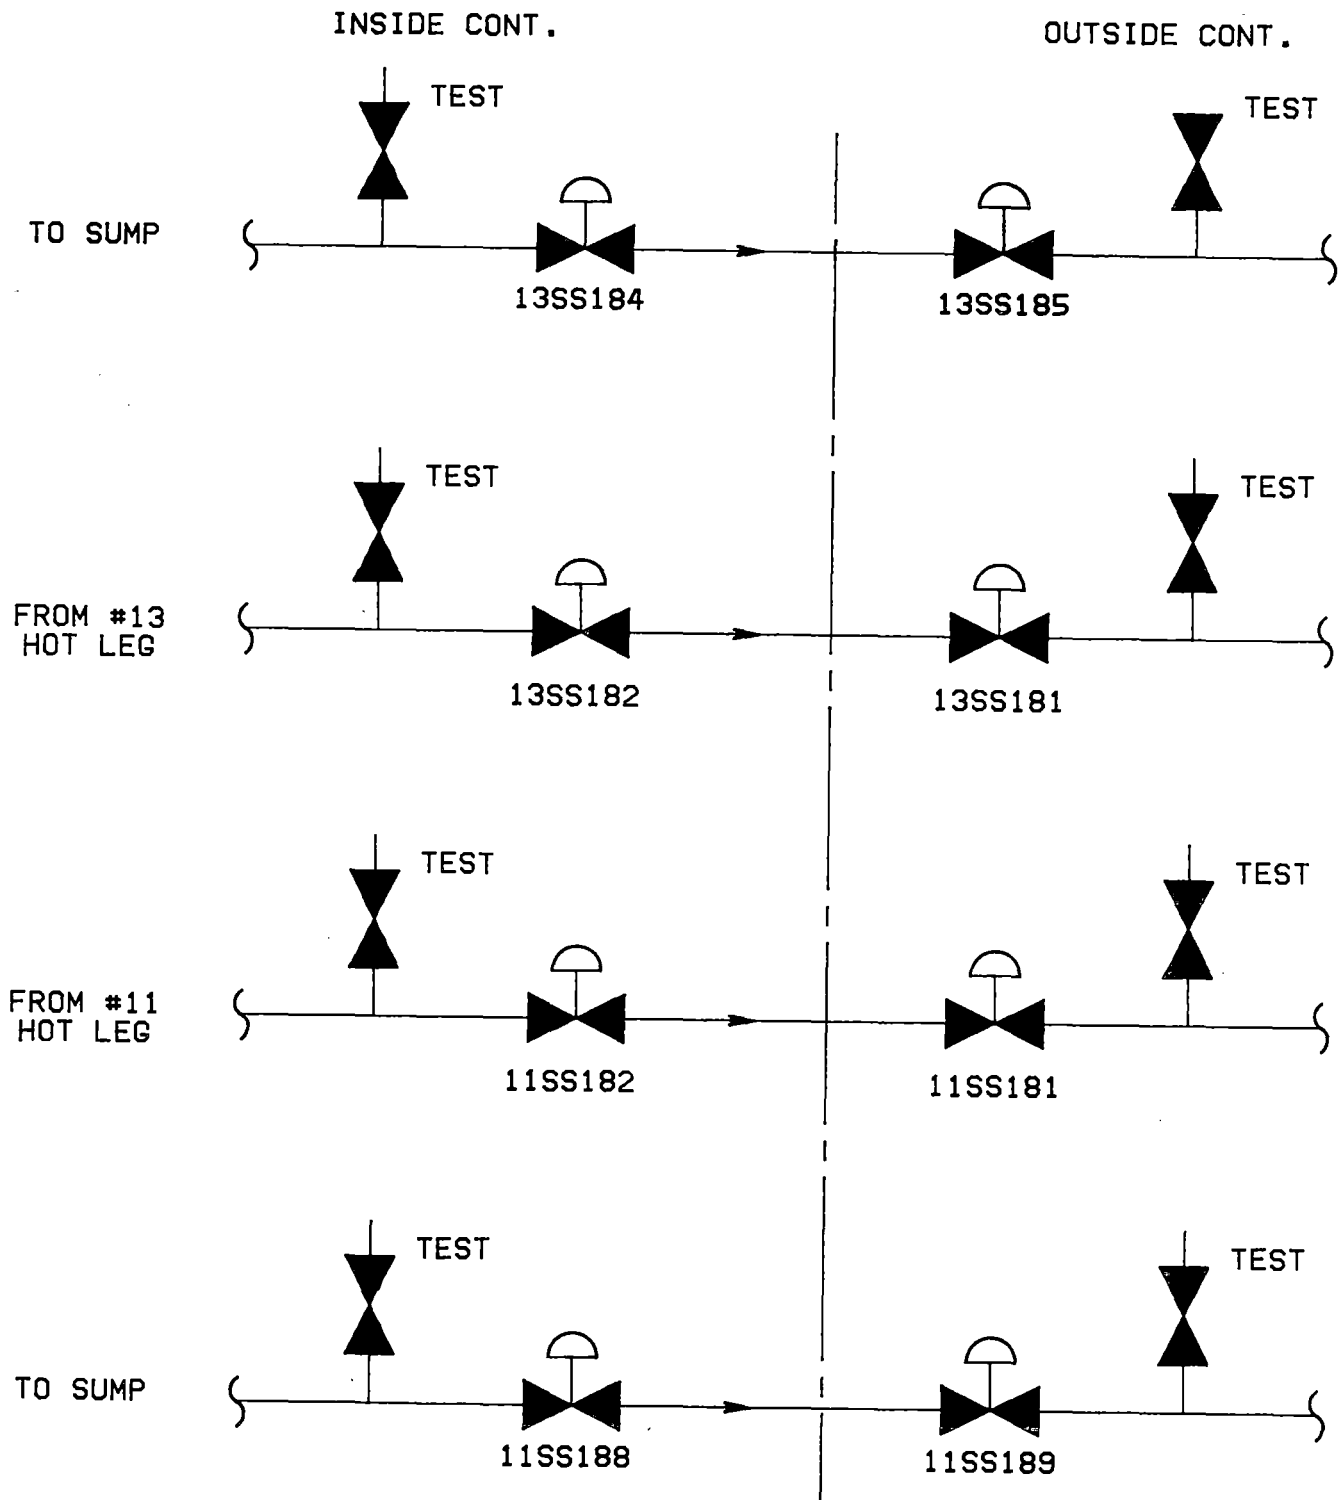 INSIDE CONT.
OUTSIDE CONT.
TEST
TEST
TO SUMP
13SS184
13SS185
TEST
TEST
FROM #13
HOT LEG
13SS182
13SS181
TEST
TEST
FROM #11
HOT LEG
11SS182
11SS181
TEST
TEST
TO SUMP
11SS188
11SS189